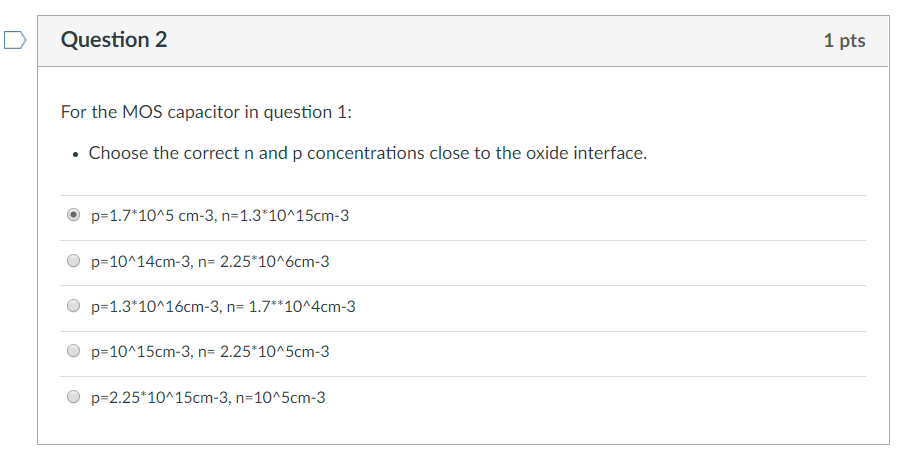 Question 2
1 pts
For the MOS capacitor in question 1:
• Choose the correct n and p concentrations close to the oxide interface.
p=1.7*10^5 cm-3, n=1.3*10^15cm-3
p=10^14cm-3, n= 2.25*10^6cm-3
p=1.3*10^16cm-3, n= 1.7**10^4cm-3
p=10^15cm-3, n= 2.25*10^5cm-3
p=2.25*10^15cm-3, n=10^5cm-3